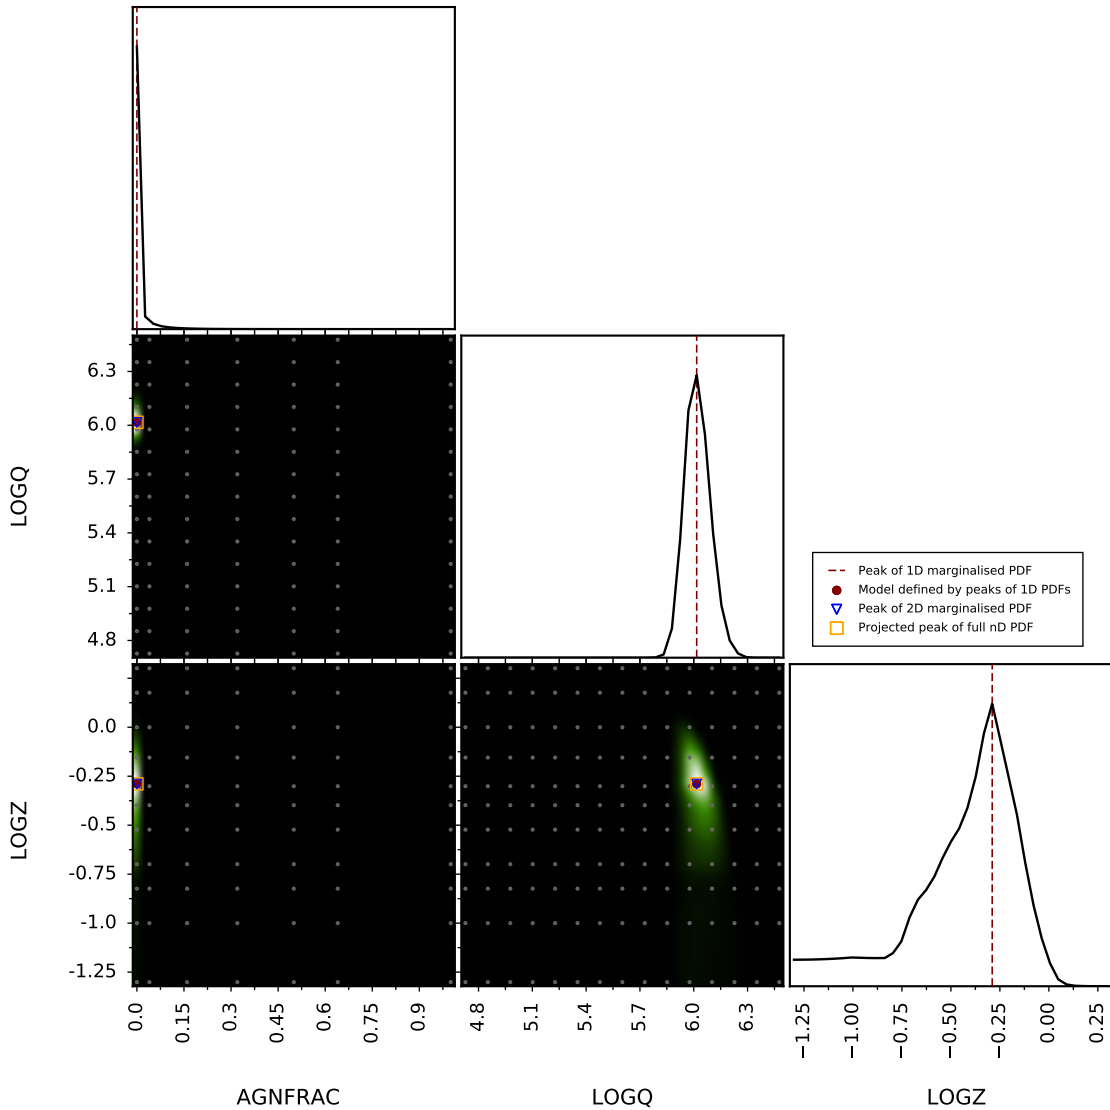 LOGQ
6.3
6.0
5.7
5.4
5.1
4.8
Peak of 1D marginalised PDF
Model defined by peaks of 1D PDFs
Peak of 2D marginalised PDF
Projected peak of full nD PDF
LOGZ
0.0
-0.25
-0.5
-0.75
-1.0
-1.25
0.0 0.15 0.3 0.45 0.6 0.75 0.9
4.8 5.1 5.4 5.7 6.0 6.3
−1.25 −1.00 −0.75 −0.50 −0.25 0.00 0.25
AGNFRAC LOGQ LOGZ